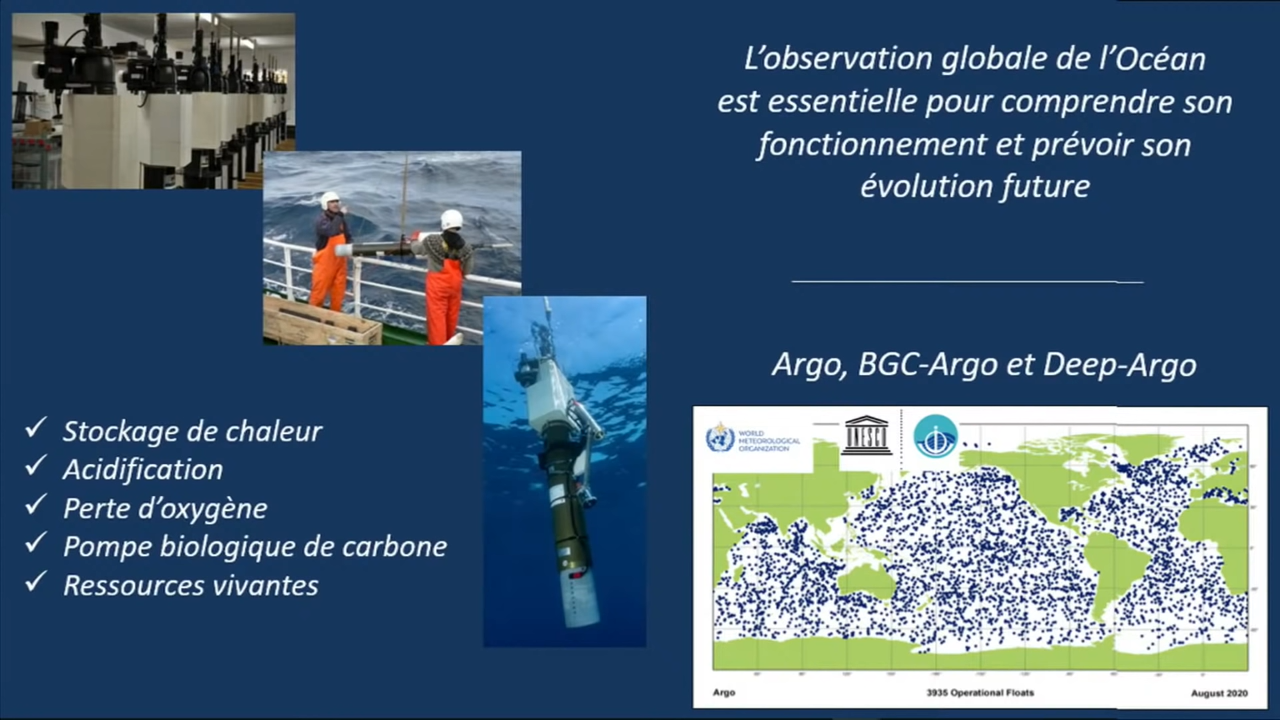 L’observation globale de l’Océan
est essentielle pour comprendre son
fonctionnement et prévoir son
évolution future
Argo, BGC-Argo et Deep-Argo
✓ Stockage de chaleur
✓ Acidification
✓ Perte d’oxygène
✓ Pompe biologique de carbone
✓ Ressources vivantes
WORLD
METEOROLOGICAL
ORGANIZATION
UNESCO
Argo
3935 Operational Floats
August 2020